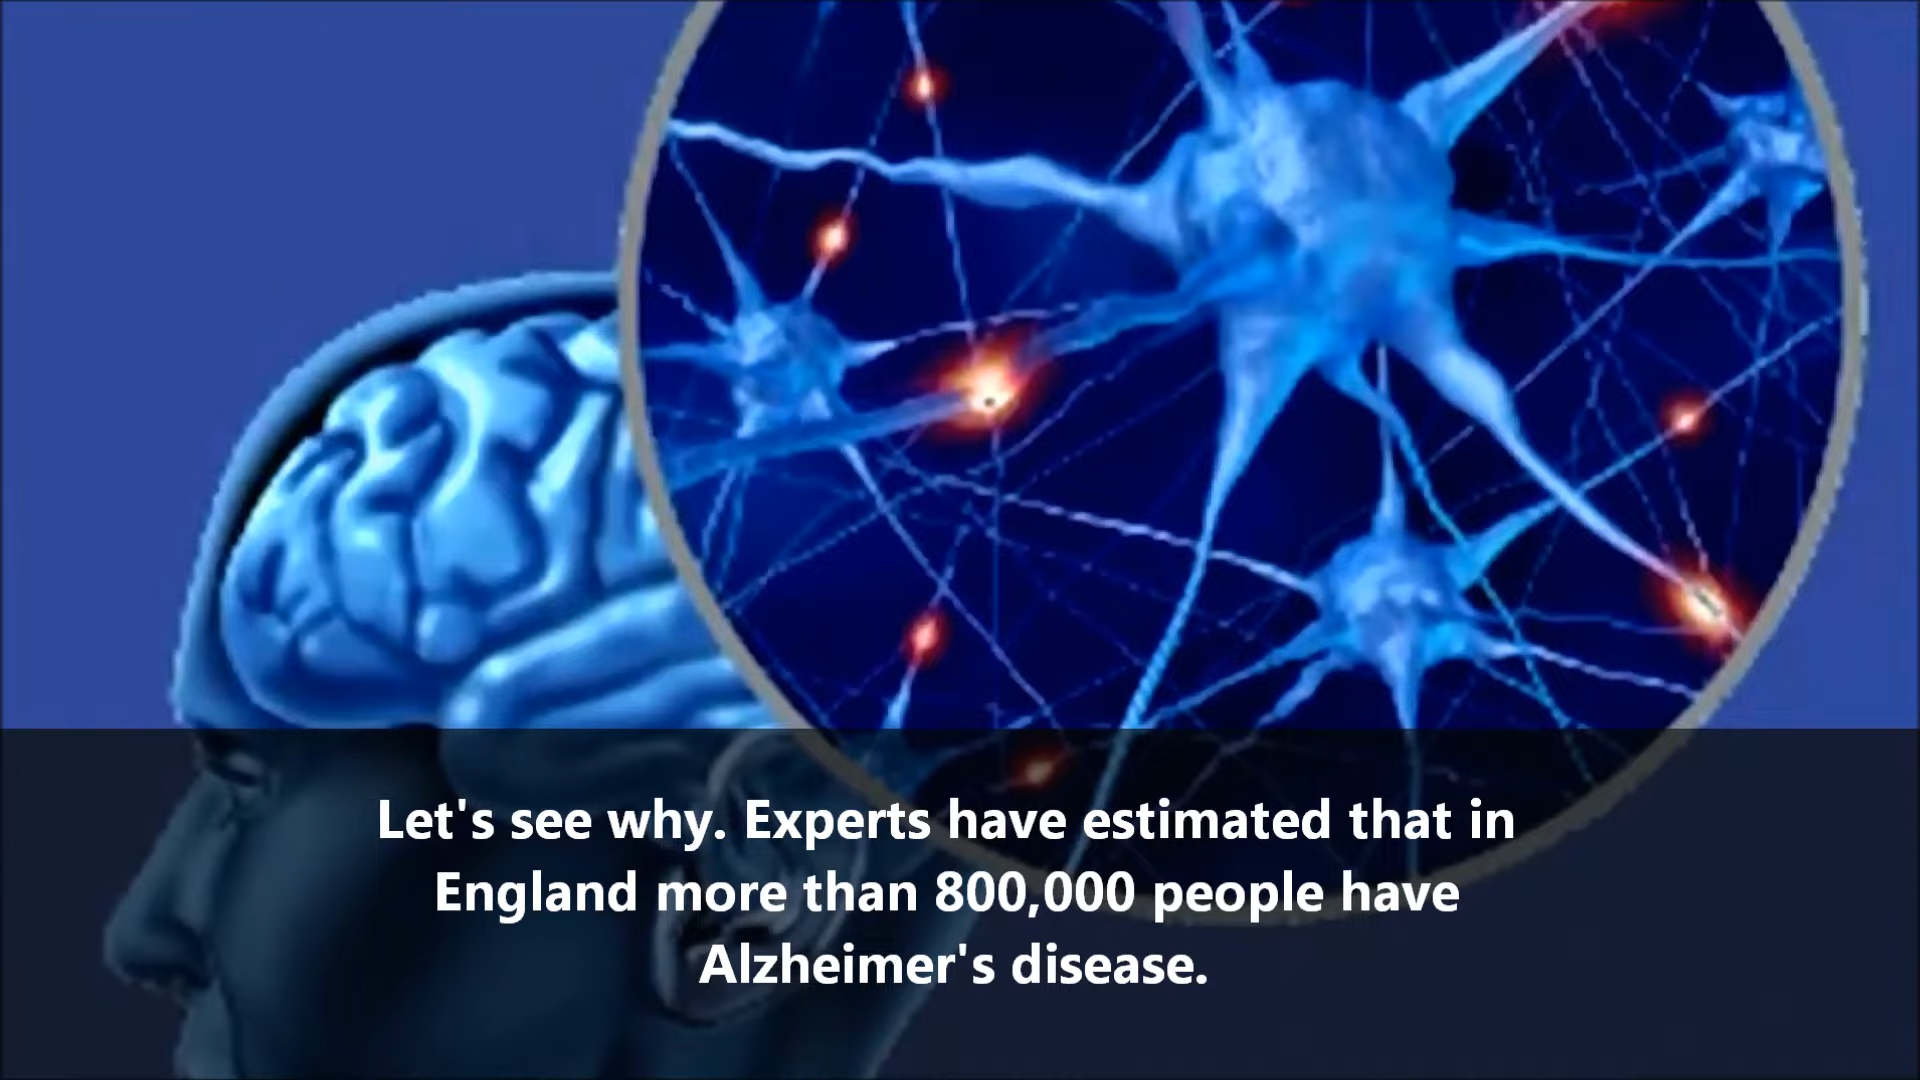 Let's see why. Experts have estimated that in
England more than 800,000 people have
Alzheimer's disease.